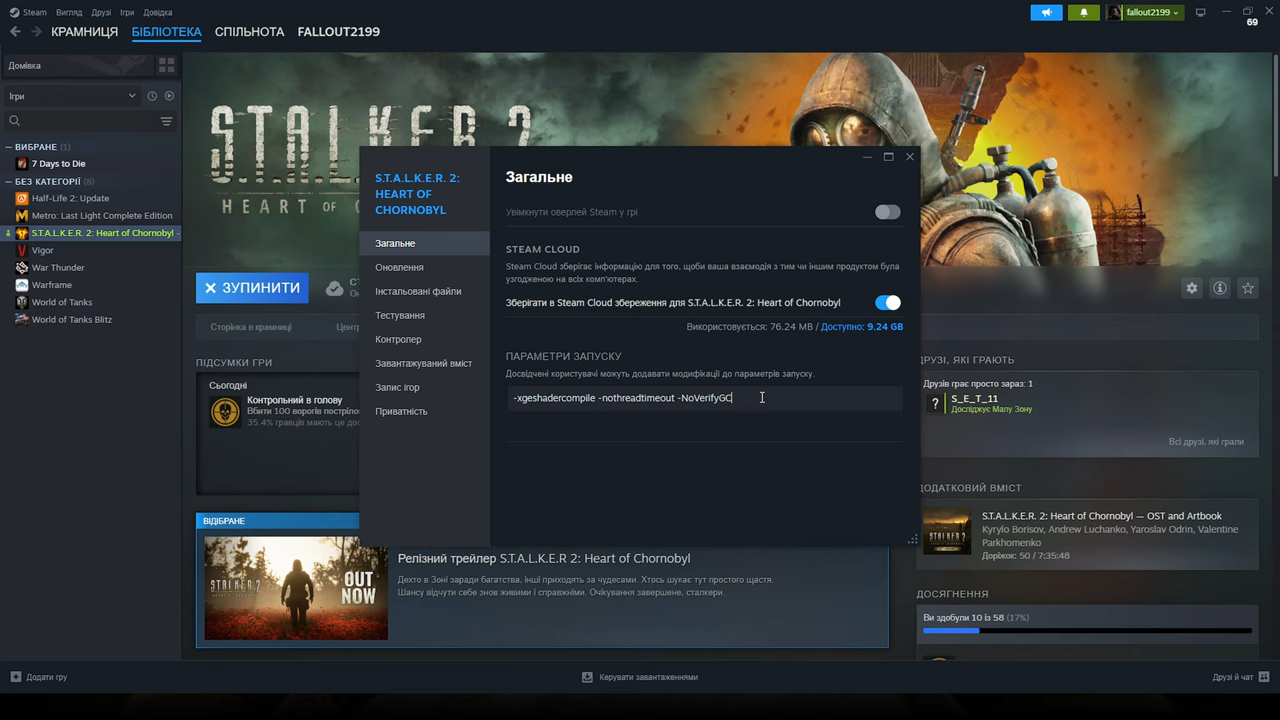 Steam Вигляд Друзі Ігри Довідка
fallout2199
69
КРАМНИЦЯ БІБЛІОТЕКА СПІЛЬНОТА FALLOUT2199
Домівка
Ігри
ВИБРАНЕ (1)
7 Days to Die
БЕЗ КАТЕГОРІЇ (8)
Half-Life 2: Update
Metro: Last Light Complete Edition
S.T.A.L.K.E.R. 2: Heart of Chornobyl -
Vigor
War Thunder
Warframe
World of Tanks
World of Tanks Blitz
S.T.A.L.K.E.R. 2
HEART OF
ЗУПИНИТИ
Сторінка в крамниці
ПІДСУМКИ ГРИ
Сьогодні
Контрольний в голову
35.4% гравців мають це
S.T.A.L.K.E.R. 2:
HEART OF
CHORNOBYL
Загальне
Оновлення
Інстальовані файли
Тестування
Контролер
Завантажуваний вміст
Запис ігор
Приватність
Загальне
Увімкнути оверлей Steam у грі
STEAM CLOUD
Steam Cloud зберігає інформацію для того, щоби ваша взаємодія з тим чи іншим продуктом була
узгодженою на всіх комп'ютерах.
Зберігати в Steam Cloud збереження для S.T.A.L.K.E.R. 2: Heart of Chornobyl
Використовується: 76.24 MB / Доступно: 9.24 GB
ПАРАМЕТРИ ЗАПУСКУ
Досвідчені користувачі можуть додавати модифікації до параметрів запуску.
-xgeshadercompile -nothreadtimeout -NoVerifyGC
ДРУЗІ, ЯКІ ГРАЮТЬ
Друзів грає просто зараз: 1
S_E_T_11
Досліджує Малу Зону
Всі друзі, які грали
ДОДАТКОВИЙ ВМІСТ
S.T.A.L.K.E.R. 2: Heart of Chornobyl — OST and Artbook
Kyrylo Borisov, Andrew Luchanko, Yaroslav Odrin, Valentine
Parkhomenko
Доріжок: 50 / 7:35:48
ДОСЯГНЕННЯ
Ви здобули 10 із 58 (17%)
ВІДІБРАНЕ
S.T.A.L.K.E.R. 2
OUT
NOW
Релізний трейлер S.T.A.L.K.E.R 2: Heart of Chornobyl
Дехто в Зоні заради багатства, інші приходять за чудесами. Хтось шукає тут простого щастя.
Шансу відчути себе знов живими і справжніми. Очікування завершене, сталкери.
Додати гру
Керувати завантаженнями
Друзі й чат